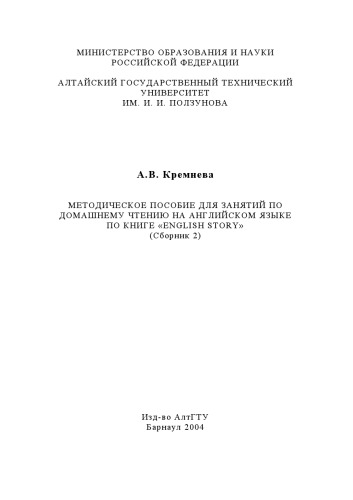 МИНИСТЕРСТВО ОБРАЗОВАНИЯ И НАУКИ
РОССИЙСКОЙ ФЕДЕРАЦИИ
АЛТАЙСКИЙ ГОСУДАРСТВЕННЫЙ ТЕХНИЧЕСКИЙ
УНИВЕРСИТЕТ
ИМ. И. И. ПОЛЗУНОВА
А.В. Кремнева
МЕТОДИЧЕСКОЕ ПОСОБИЕ ДЛЯ ЗАНЯТИЙ ПО
ДОМАШНЕМУ ЧТЕНИЮ НА АНГЛИЙСКОМ ЯЗЫКЕ
ПО КНИГЕ «ENGLISH STORY»
(Сборник 2)
Изд-во АлтГТУ
Барнаул 2004